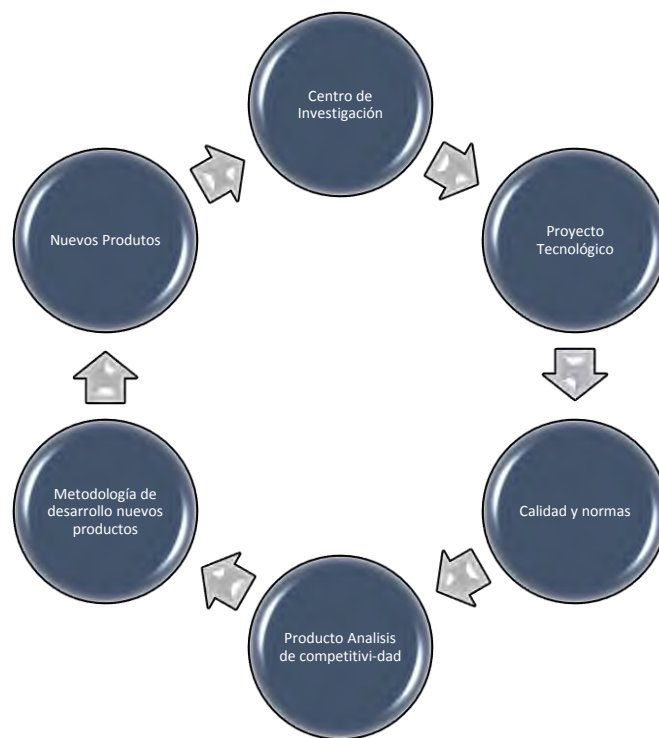 Centro de
Investigación
Proyecto
Tecnológico
Calidad y normas
Producto Analisis
de competitivi-dad
Metodología de
desarrollo nuevos
productos
Nuevos Produtos